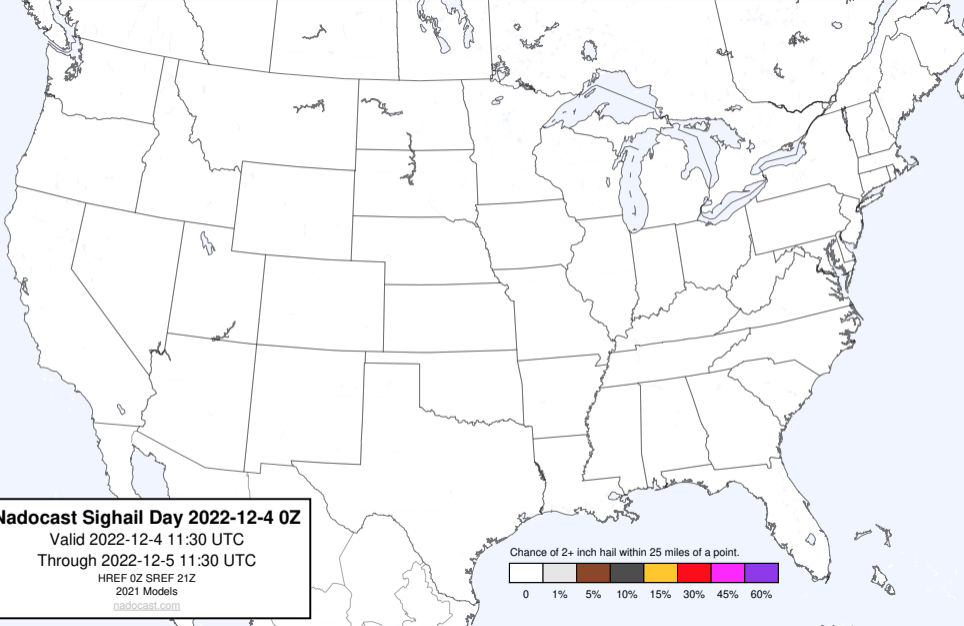 Nadocast Sighail Day 2022-12-4 0Z
Valid 2022-12-4 11:30 UTC
Through 2022-12-5 11:30 UTC
HREF 0Z SREF 21Z
2021 Models
nadocast.com
Chance of 2+ inch hail within 25 miles of a point.
0 1% 5% 10% 15% 30% 45% 60%